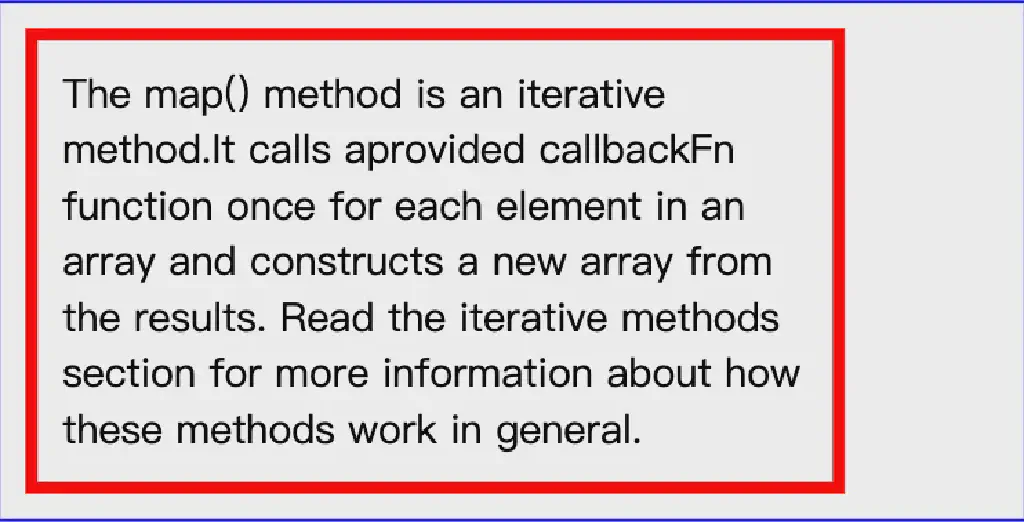 The map() method is an iterative
method.It calls aprovided callbackFn
function once for each element in an
array and constructs a new array from
the results. Read the iterative methods
section for more information about how
these methods work in general.